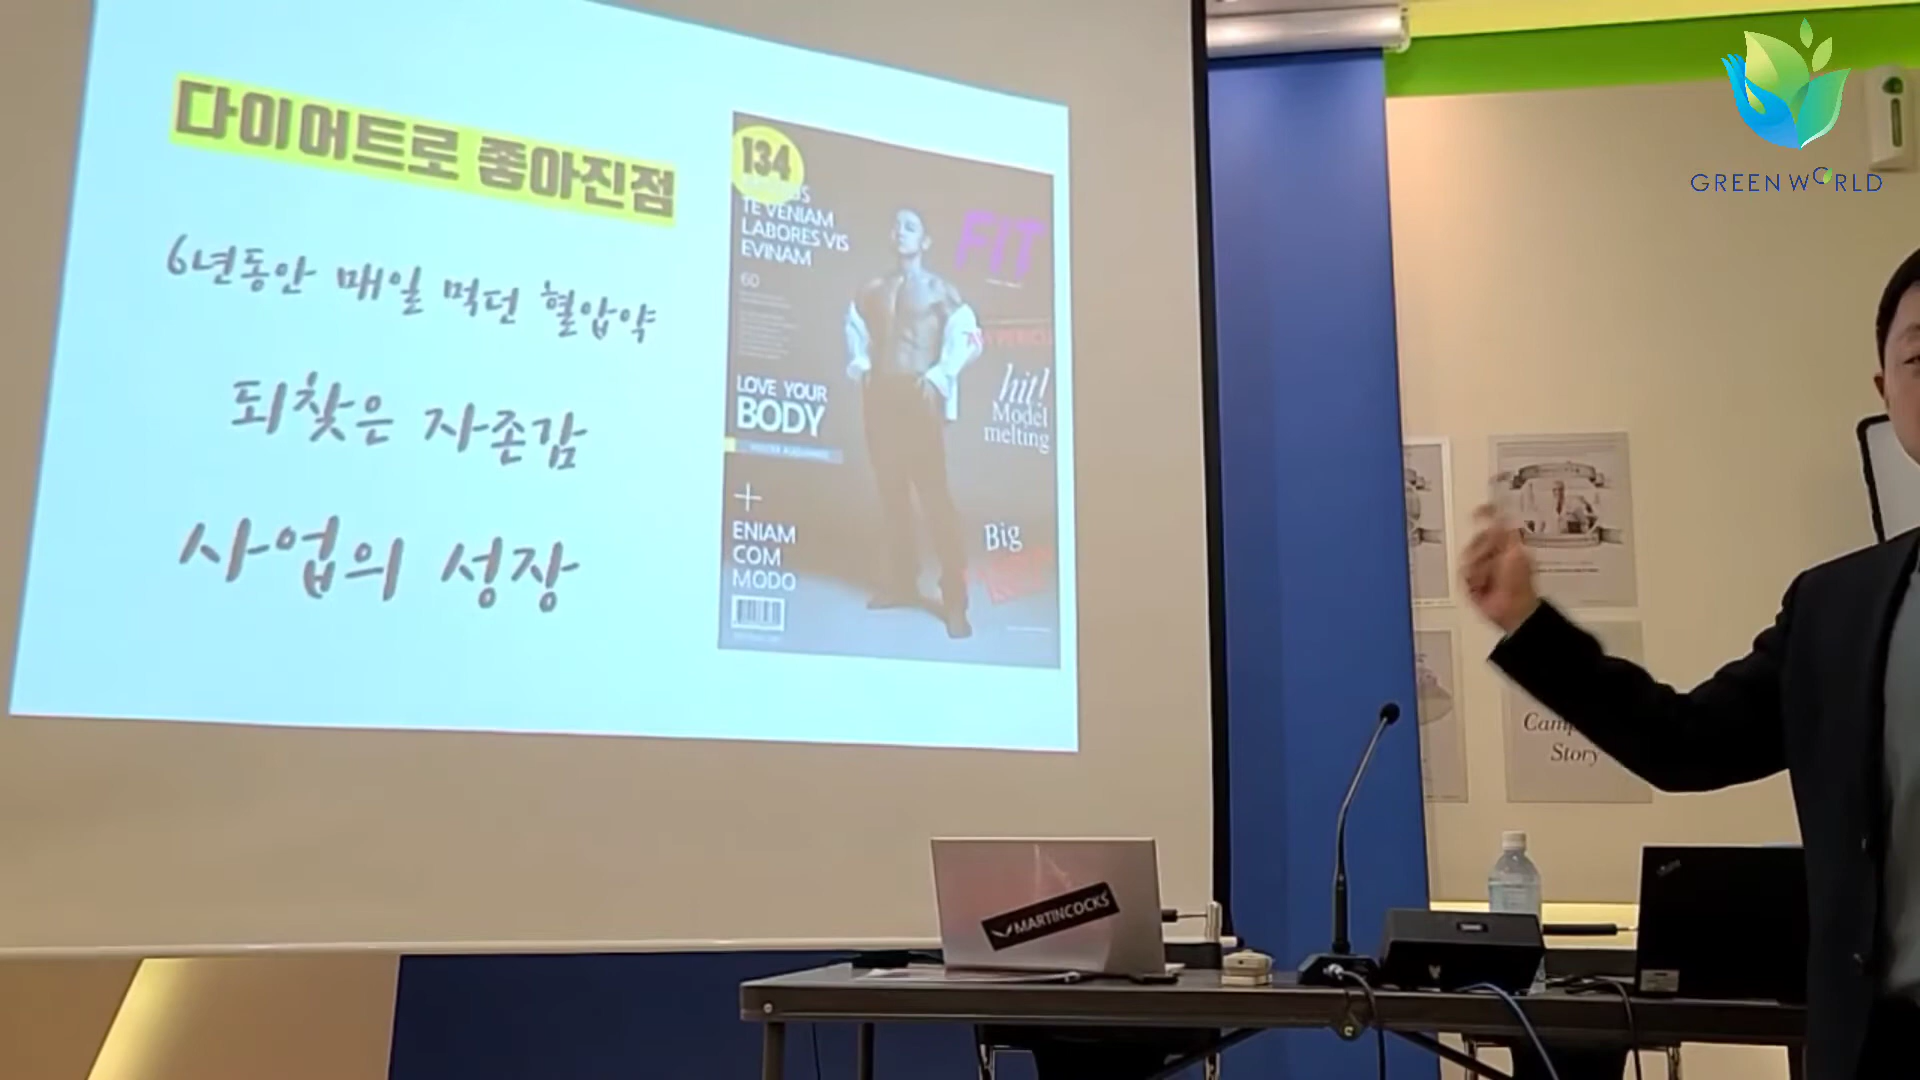 다이어트로 좋아진점
6년동안 매일 먹던 혈압약
되찾은 자존감
사업의 성장
134
TE VENIAM
LABORES VIS
EVINAM
60
FIT
LOVE YOUR
BODY
hit!
Model
melting
+
ENIAM
COM
MODO
Big
GREEN WORLD
Story
MARTINCOCKS